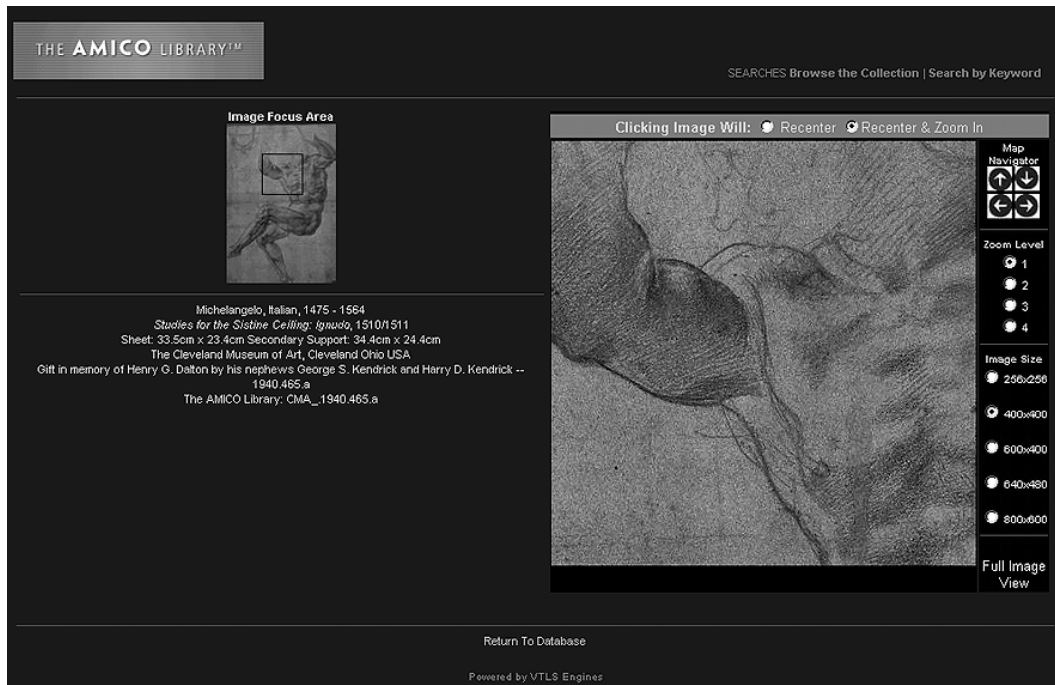 THE AMICO LIBRARY™
SEARCHES Browse the Collection | Search by Keyword
Image Focus Area
Michelangelo, Italian, 1475 - 1564
Studies for the Sistine Ceiling: Ignudo, 1510/1511
Sheet: 33.5cm x 23.4cm Secondary Support: 34.4cm x 24.4cm
The Cleveland Museum of Art, Cleveland Ohio USA
Gift in memory of Henry G. Dalton by his nephews George S. Kendrick and Harry D. Kendrick --
1940.465.a
The AMICO Library: CMA_.1940.465.a
Clicking Image Will: Recenter Recenter & Zoom In
Map
Navigator
Zoom Level
1
2
3
4
Image Size
256x256
400x400
600x400
640x480
800x600
Full Image
View
Return To Database
Powered by VTLS Engines